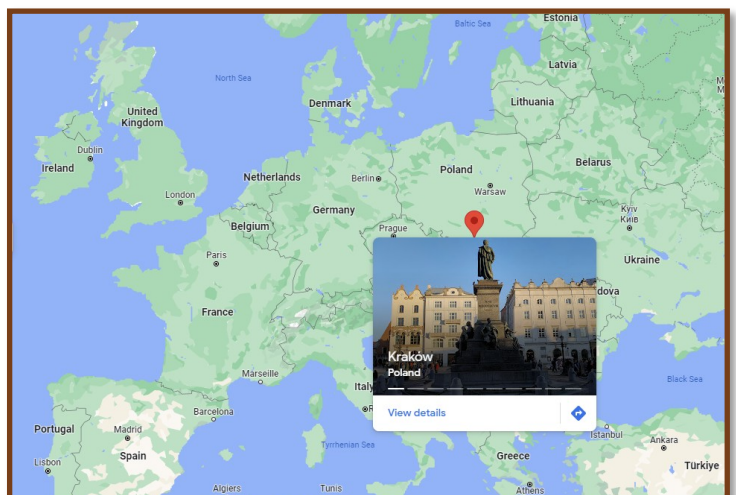 Baltic Sea
Estonia
Latvia
North Sea
Denmark
Lithuania
United
Kingdom
Dublin
Ireland
Belarus
Netherlands
Berlin
Poland
Warsaw
London
Germany
Belgium
Prague
Kyiv
Київ
Paris
Ukraine
dova
France
Kraków
Poland
Marseille
Italy
Black Sea
View details
Barcelona
Portugal
Madrid
Istanbul
Ankara
Tyrrhenian Sea
Spain
Greece
Lisbon
Türkiye
Algiers
Tunis
Athens